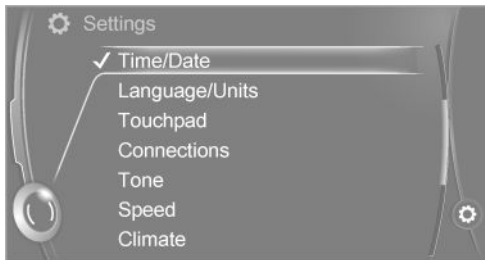 Settings
Time/Date
Language/Units
Touchpad
Connections
Tone
Speed
Climate